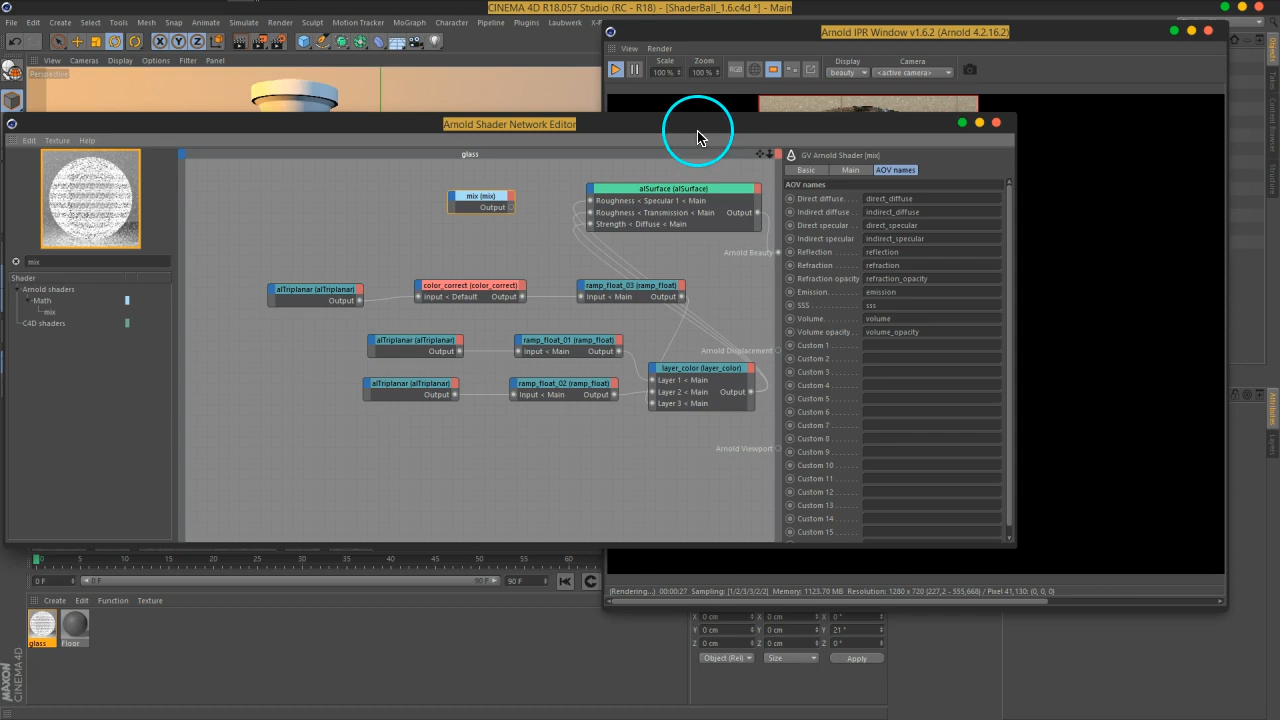 CINEMA 4D R18.057 Studio (RC - R18) - [ShaderBall_1.6.c4d *] - Main
File Edit Create Select Tools Mesh Snap Animate Simulate Render Sculpt Motion Tracker MoGraph Character Pipeline Plugins Laubwerk
View Cameras Display Options Filter Panel
Perspective
Arnold IPR Window v1.6.2 (Arnold 4.2.16.2)
View Render
Scale Zoom Display Camera
100 % 100 % RGB beauty <active camera>
Arnold Shader Network Editor
Edit Texture Help
glass
GV Arnold Shader [mix]
Basic Main AOV names
AOV names
mix (mix)
Output
alSurface (alSurface)
Roughness < Specular 1 < Main
Roughness < Transmission < Main
Output
Strength < Diffuse < Main
Arnold Beauty
mix
Shader
Arnold shaders
Math
mix
C4D shaders
alTriplanar (alTriplanar)
Output
color_correct (color_correct)
input < Default Output
ramp_float_03 (ramp_float)
Input < Main Output
alTriplanar (alTriplanar)
Output
ramp_float_01 (ramp_float)
Input < Main Output
Arnold Displacement
alTriplanar (alTriplanar)
Output
ramp_float_02 (ramp_float)
Input < Main Output
layer_color (layer_color)
Layer 1 < Main
Layer 2 < Main Output
Layer 3 < Main
Arnold Viewport
Direct diffuse direct_diffuse
Indirect diffuse indirect_diffuse
Direct specular direct_specular
Indirect specular indirect_specular
Reflection reflection
Refraction refraction
Refraction opacity refraction_opacity
Emission emission
SSS sss
Volume volume
Volume opacity volume_opacity
Custom 1
Custom 2
Custom 3
Custom 4
Custom 5
Custom 6
Custom 7
Custom 8
Custom 9
Custom 10
Custom 11
Custom 12
Custom 13
Custom 14
Custom 15
Objects
Takes
Content Browser
Structure
Attributes
Layers
0 5 10 15 20 25 30 35 40 45 50 55 60
0 F 0 F 90 F 90 F
(Rendering...) 00:00:27 Sampling: [1/2/3/2/2/2] Memory: 1123.70 MB Resolution: 1280 x 720 (227,2 - 555,668) / Pixel 41,130: (0, 0, 0)
Create Edit Function Texture
glass Floor
X 0 cm X 0 cm
Y 0 cm Y 0 cm Y 21 °
Z 0 cm Z 0 cm
Object (Rel) Size Apply
MAXON
CINEMA 4D